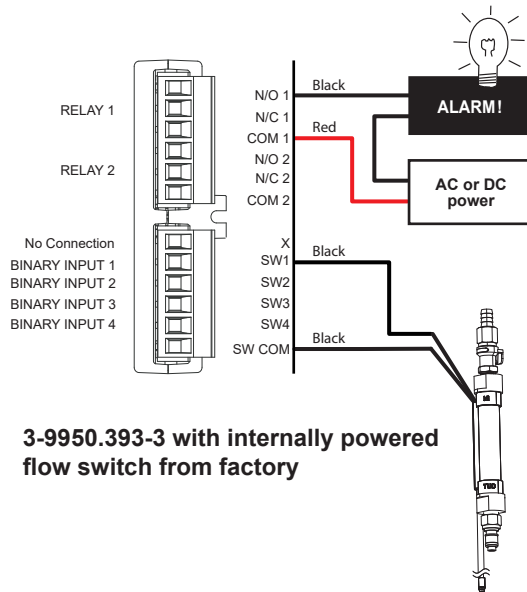 RELAY 1
RELAY 2
No Connection
BINARY INPUT 1
BINARY INPUT 2
BINARY INPUT 3
BINARY INPUT 4
N/O 1
N/C 1
COM 1
N/O 2
N/C 2
COM 2
X
SW1
SW2
SW3
SW4
SW COM
Black
Red
Black
Black
ALARM!
AC or DC
power
3-9950.393-3 with internally powered
flow switch from factory